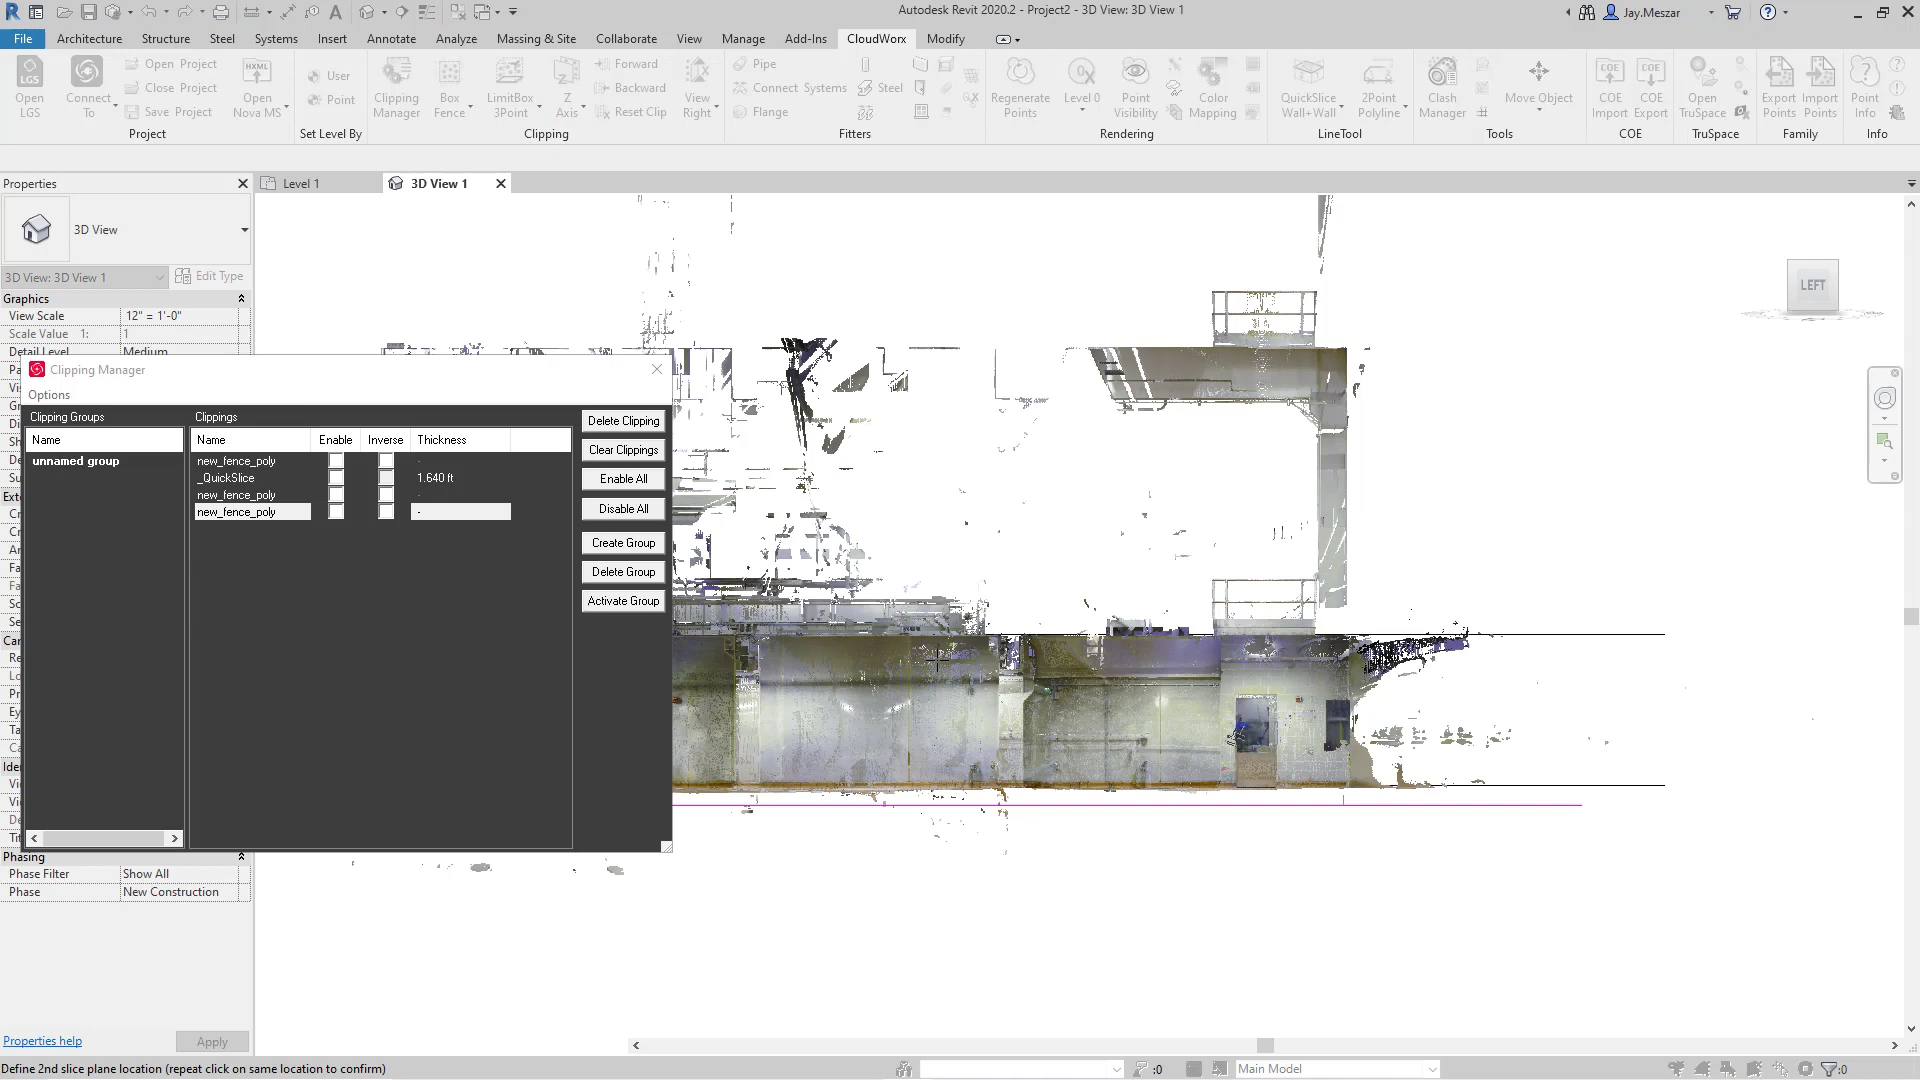 Autodesk Revit 2020.2 - Project2 - 3D View: 3D View 1
Jay.Meszar
File Architecture Structure Steel Systems Insert Annotate Analyze Massing & Site Collaborate View Manage Add-Ins CloudWorx Modify
Open LGS
Connect To
Open Project
Close Project
Save Project
Open Nova MS
Project
User
Point
Set Level By
Clipping Manager
Box Fence
LimitBox 3Point
Z Axis
Forward
Backward
Reset Clip
View Right
Clipping
Pipe
Connect Systems
Flange
Steel
Fitters
Regenerate Points
Level 0
Point Visibility
Color Mapping
Rendering
QuickSlice Wall+Wall
2Point Polyline
LineTool
Clash Manager
Move Object
Tools
COE Import
COE Export
COE
Open TruSpace
TruSpace
Export Points
Import Points
Family
Point Info
Info
Properties
Level 1
3D View 1
3D View
3D View: 3D View 1
Edit Type
Graphics
View Scale 12" = 1'-0"
Scale Value 1: 1
Detail Level Medium
LEFT
Clipping Manager
Options
Clipping Groups
Clippings
Name
Name Enable Inverse Thickness
unnamed group
new_fence_poly -
_QuickSlice 1.640 ft
new_fence_poly -
new_fence_poly -
Delete Clipping
Clear Clippings
Enable All
Disable All
Create Group
Delete Group
Activate Group
Phasing
Phase Filter Show All
Phase New Construction
Properties help
Apply
Define 2nd slice plane location (repeat click on same location to confirm)
:0
Main Model
:0